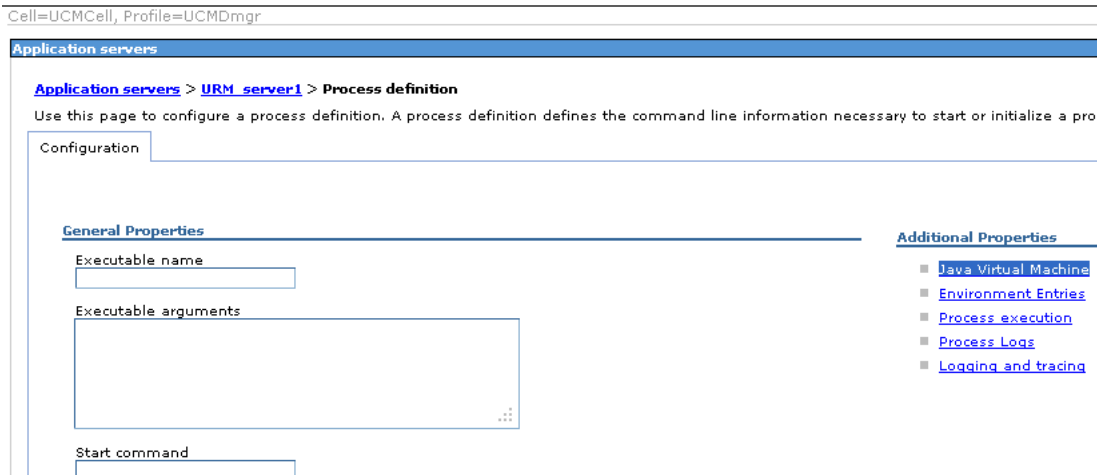 Cell=UCMCell, Profile=UCMDmgr
Application servers
Application servers > URM_server1 > Process definition
Use this page to configure a process definition. A process definition defines the command line information necessary to start or initialize a pro
Configuration
General Properties
Executable name
Executable arguments
Start command
Additional Properties
Java Virtual Machine
Environment Entries
Process execution
Process Logs
Logging and tracing